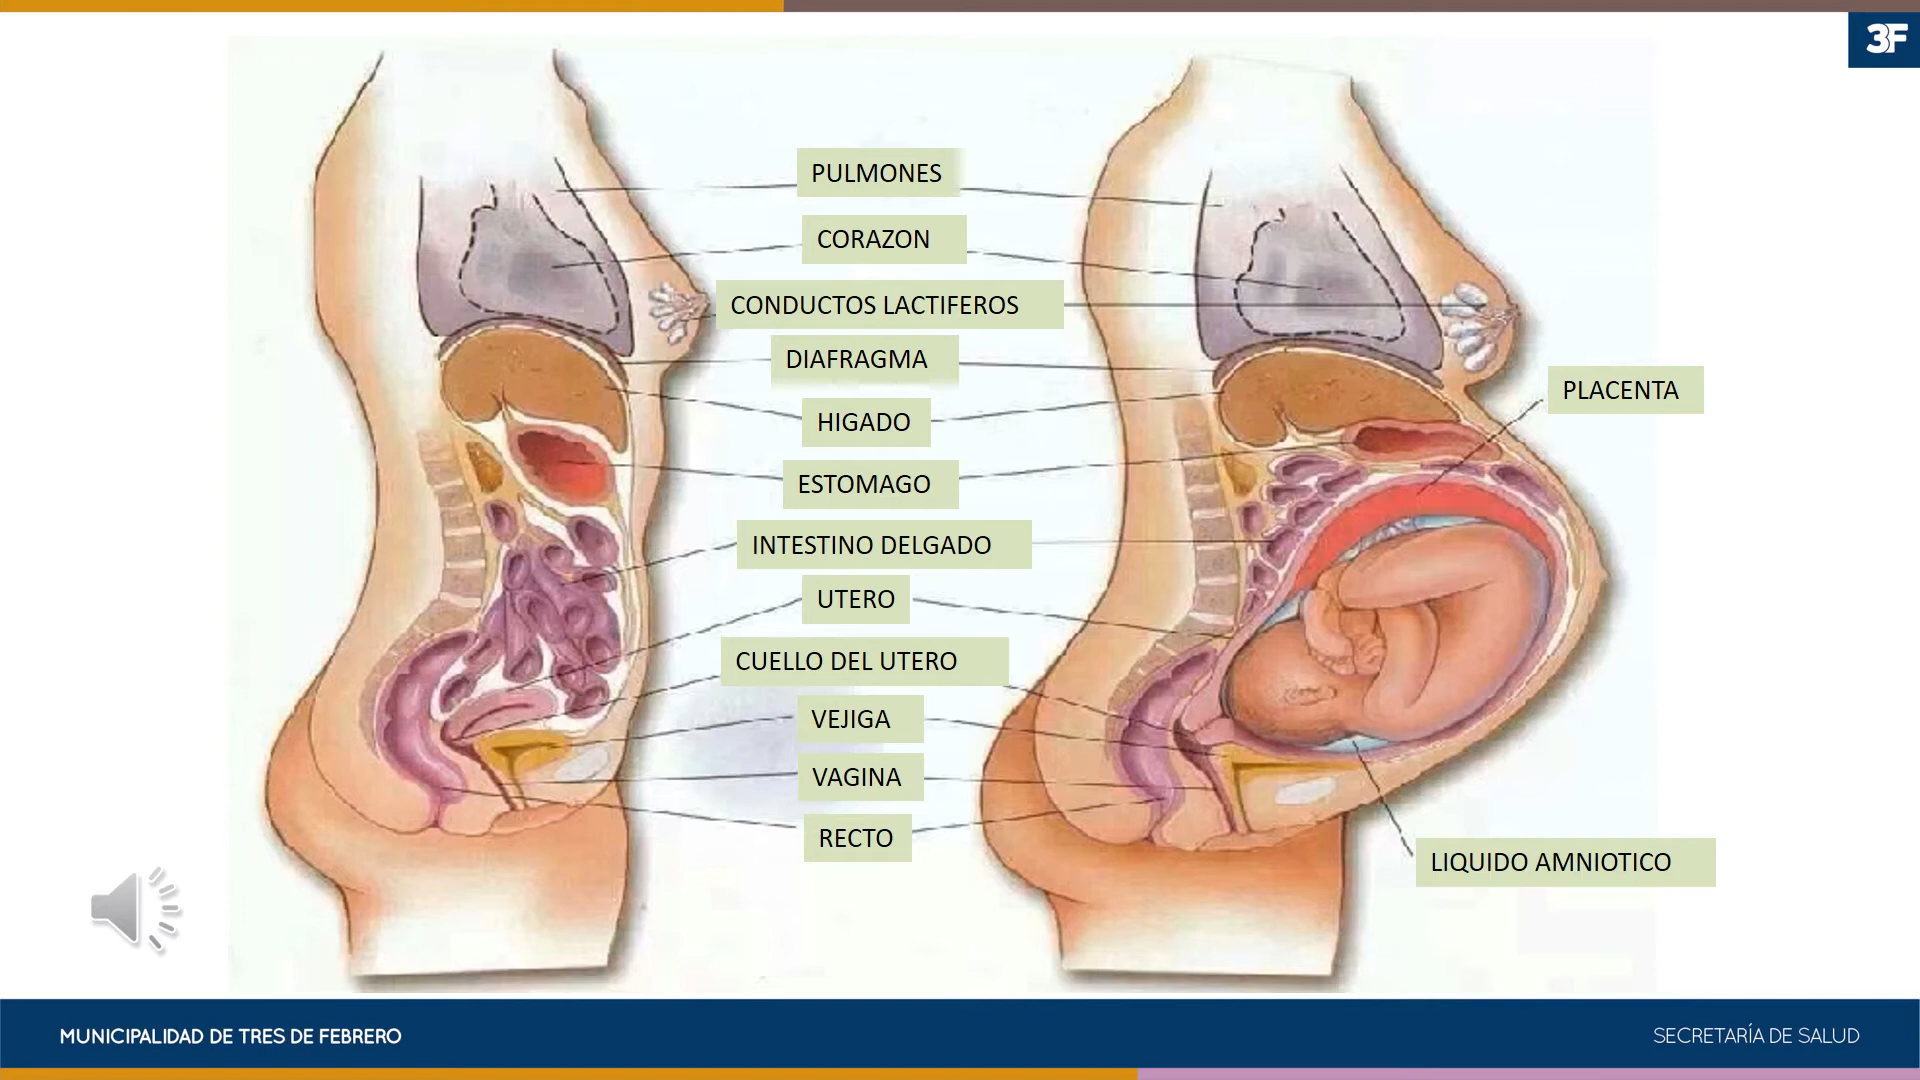 3F
PULMONES
CORAZON
CONDUCTOS LACTIFEROS
DIAFRAGMA
HIGADO
ESTOMAGO
INTESTINO DELGADO
UTERO
CUELLO DEL UTERO
VEJIGA
VAGINA
RECTO
PLACENTA
LIQUIDO AMNIOTICO
MUNICIPALIDAD DE TRES DE FEBRERO
SECRETARÍA DE SALUD